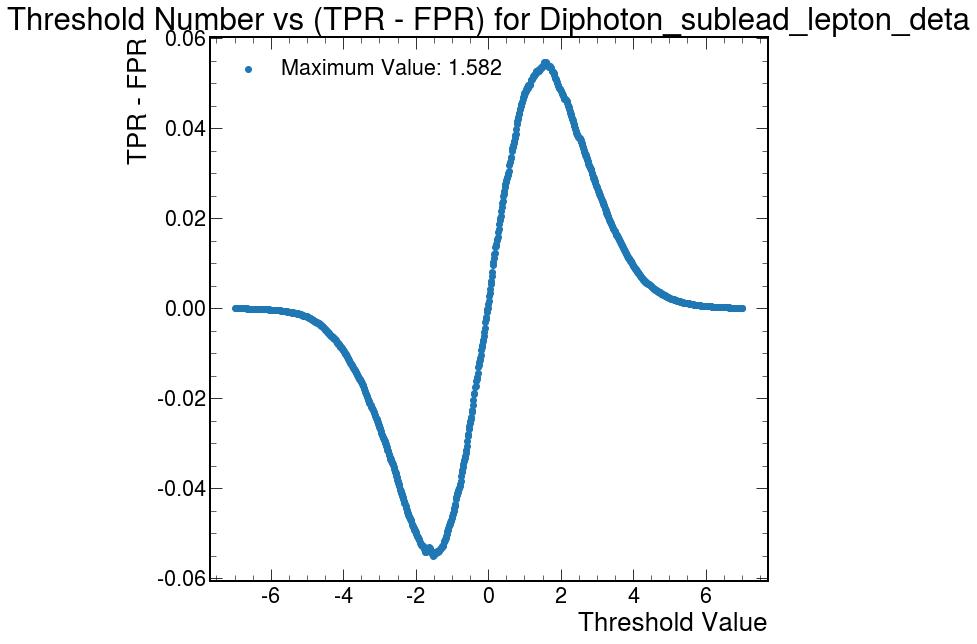 Threshold Number vs (TPR - FPR) for Diphoton_sublead_lepton_deta
TPR - FPR
Maximum Value: 1.582
0.06
0.04
0.02
0.00
-0.02
-0.04
-0.06
-6 -4 -2 0 2 4 6
Threshold Value